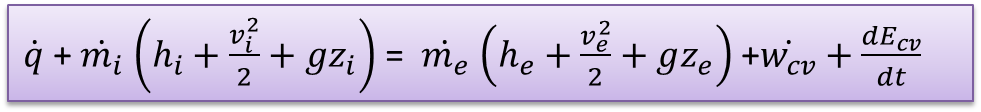 q̇ + ṁ_i (h_i + v_i^2/2 + gz_i) = ṁ_e (h_e + v_e^2/2 + gz_e) +ẇ_cv + dE_cv/dt